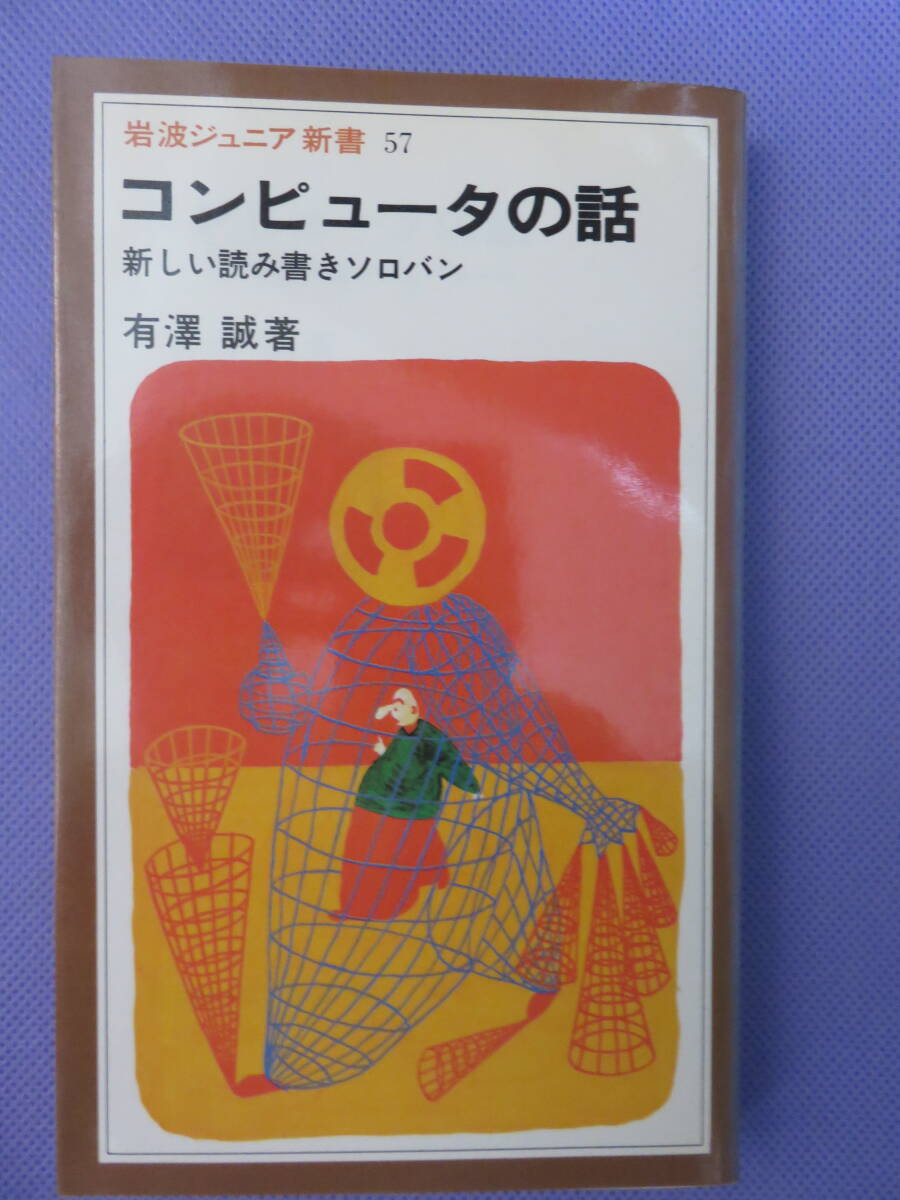 岩波ジュニア新書 57
コンピュータの話
新しい読み書きソロバン
有澤 誠著